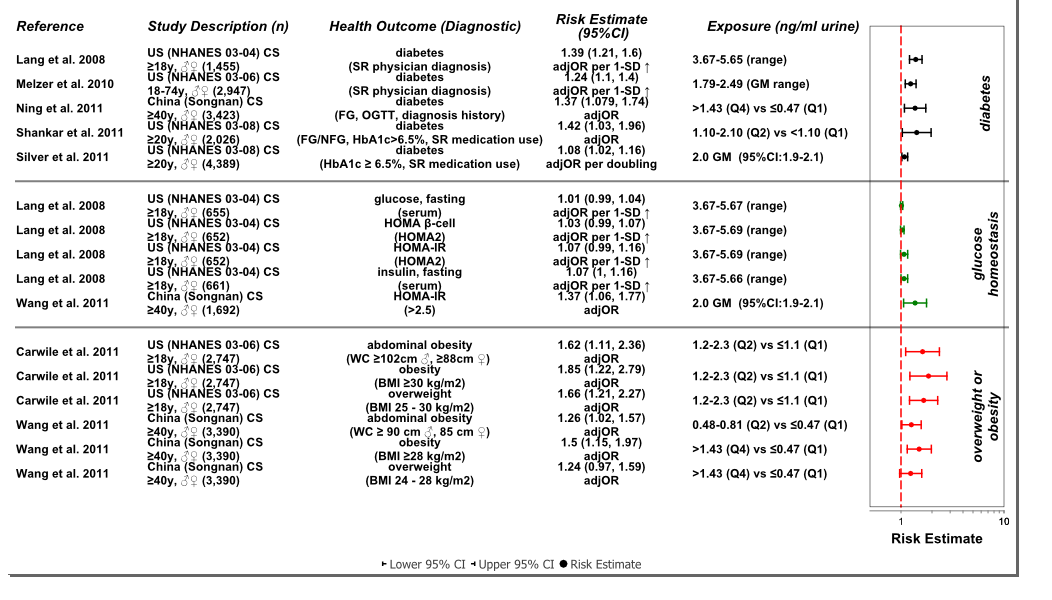 Reference Study Description (n) Health Outcome (Diagnostic) Risk Estimate (95%CI) Exposure (ng/ml urine)
Lang et al. 2008 US (NHANES 03-04) CS ≥18y, ♂♀ (1,455) diabetes (SR physician diagnosis) 1.39 (1.21, 1.6) adjOR per 1-SD ↑ 3.67-5.65 (range)
Melzer et al. 2010 US (NHANES 03-06) CS 18-74y, ♂♀ (2,947) diabetes (SR physician diagnosis) 1.24 (1.1, 1.4) adjOR per 1-SD ↑ 1.79-2.49 (GM range)
Ning et al. 2011 China (Songnan) CS ≥40y, ♂♀ (3,423) diabetes (FG, OGTT, diagnosis history) 1.37 (1.079, 1.74) adjOR >1.43 (Q4) vs ≤0.47 (Q1)
Shankar et al. 2011 US (NHANES 03-08) CS ≥20y, ♂♀ (2,026) diabetes (FG/NFG, HbA1c>6.5%, SR medication use) 1.42 (1.03, 1.96) adjOR 1.10-2.10 (Q2) vs <1.10 (Q1)
Silver et al. 2011 US (NHANES 03-08) CS ≥20y, ♂♀ (4,389) diabetes (HbA1c ≥ 6.5%, SR medication use) 1.08 (1.02, 1.16) adjOR per doubling 2.0 GM (95%CI:1.9-2.1)
diabetes
Lang et al. 2008 US (NHANES 03-04) CS ≥18y, ♂♀ (655) glucose, fasting (serum) 1.01 (0.99, 1.04) adjOR per 1-SD ↑ 3.67-5.67 (range)
Lang et al. 2008 US (NHANES 03-04) CS ≥18y, ♂♀ (652) HOMA β-cell (HOMA2) 1.03 (0.99, 1.07) adjOR per 1-SD ↑ 3.67-5.69 (range)
Lang et al. 2008 US (NHANES 03-04) CS ≥18y, ♂♀ (652) HOMA-IR (HOMA2) 1.07 (0.99, 1.16) adjOR per 1-SD ↑ 3.67-5.69 (range)
Lang et al. 2008 US (NHANES 03-04) CS ≥18y, ♂♀ (661) insulin, fasting (serum) 1.07 (1, 1.16) adjOR per 1-SD ↑ 3.67-5.66 (range)
Wang et al. 2011 China (Songnan) CS ≥40y, ♂♀ (1,692) HOMA-IR (>2.5) 1.37 (1.06, 1.77) adjOR 2.0 GM (95%CI:1.9-2.1)
glucose
homeostasis
Carwile et al. 2011 US (NHANES 03-06) CS ≥18y, ♂♀ (2,747) abdominal obesity (WC ≥102cm ♂, ≥88cm ♀) 1.62 (1.11, 2.36) adjOR 1.2-2.3 (Q2) vs ≤1.1 (Q1)
Carwile et al. 2011 US (NHANES 03-06) CS ≥18y, ♂♀ (2,747) obesity (BMI ≥30 kg/m2) 1.85 (1.22, 2.79) adjOR 1.2-2.3 (Q2) vs ≤1.1 (Q1)
Carwile et al. 2011 US (NHANES 03-06) CS ≥18y, ♂♀ (2,747) overweight (BMI 25 - 30 kg/m2) 1.66 (1.21, 2.27) adjOR 1.2-2.3 (Q2) vs ≤1.1 (Q1)
Wang et al. 2011 China (Songnan) CS ≥40y, ♂♀ (3,390) abdominal obesity (WC ≥ 90 cm ♂, 85 cm ♀) 1.26 (1.02, 1.57) adjOR 0.48-0.81 (Q2) vs ≤0.47 (Q1)
Wang et al. 2011 China (Songnan) CS ≥40y, ♂♀ (3,390) obesity (BMI ≥28 kg/m2) 1.5 (1.15, 1.97) adjOR >1.43 (Q4) vs ≤0.47 (Q1)
Wang et al. 2011 China (Songnan) CS ≥40y, ♂♀ (3,390) overweight (BMI 24 - 28 kg/m2) 1.24 (0.97, 1.59) adjOR >1.43 (Q4) vs ≤0.47 (Q1)
overweight or
obesity
1 10
Risk Estimate
Lower 95% CI Upper 95% CI Risk Estimate